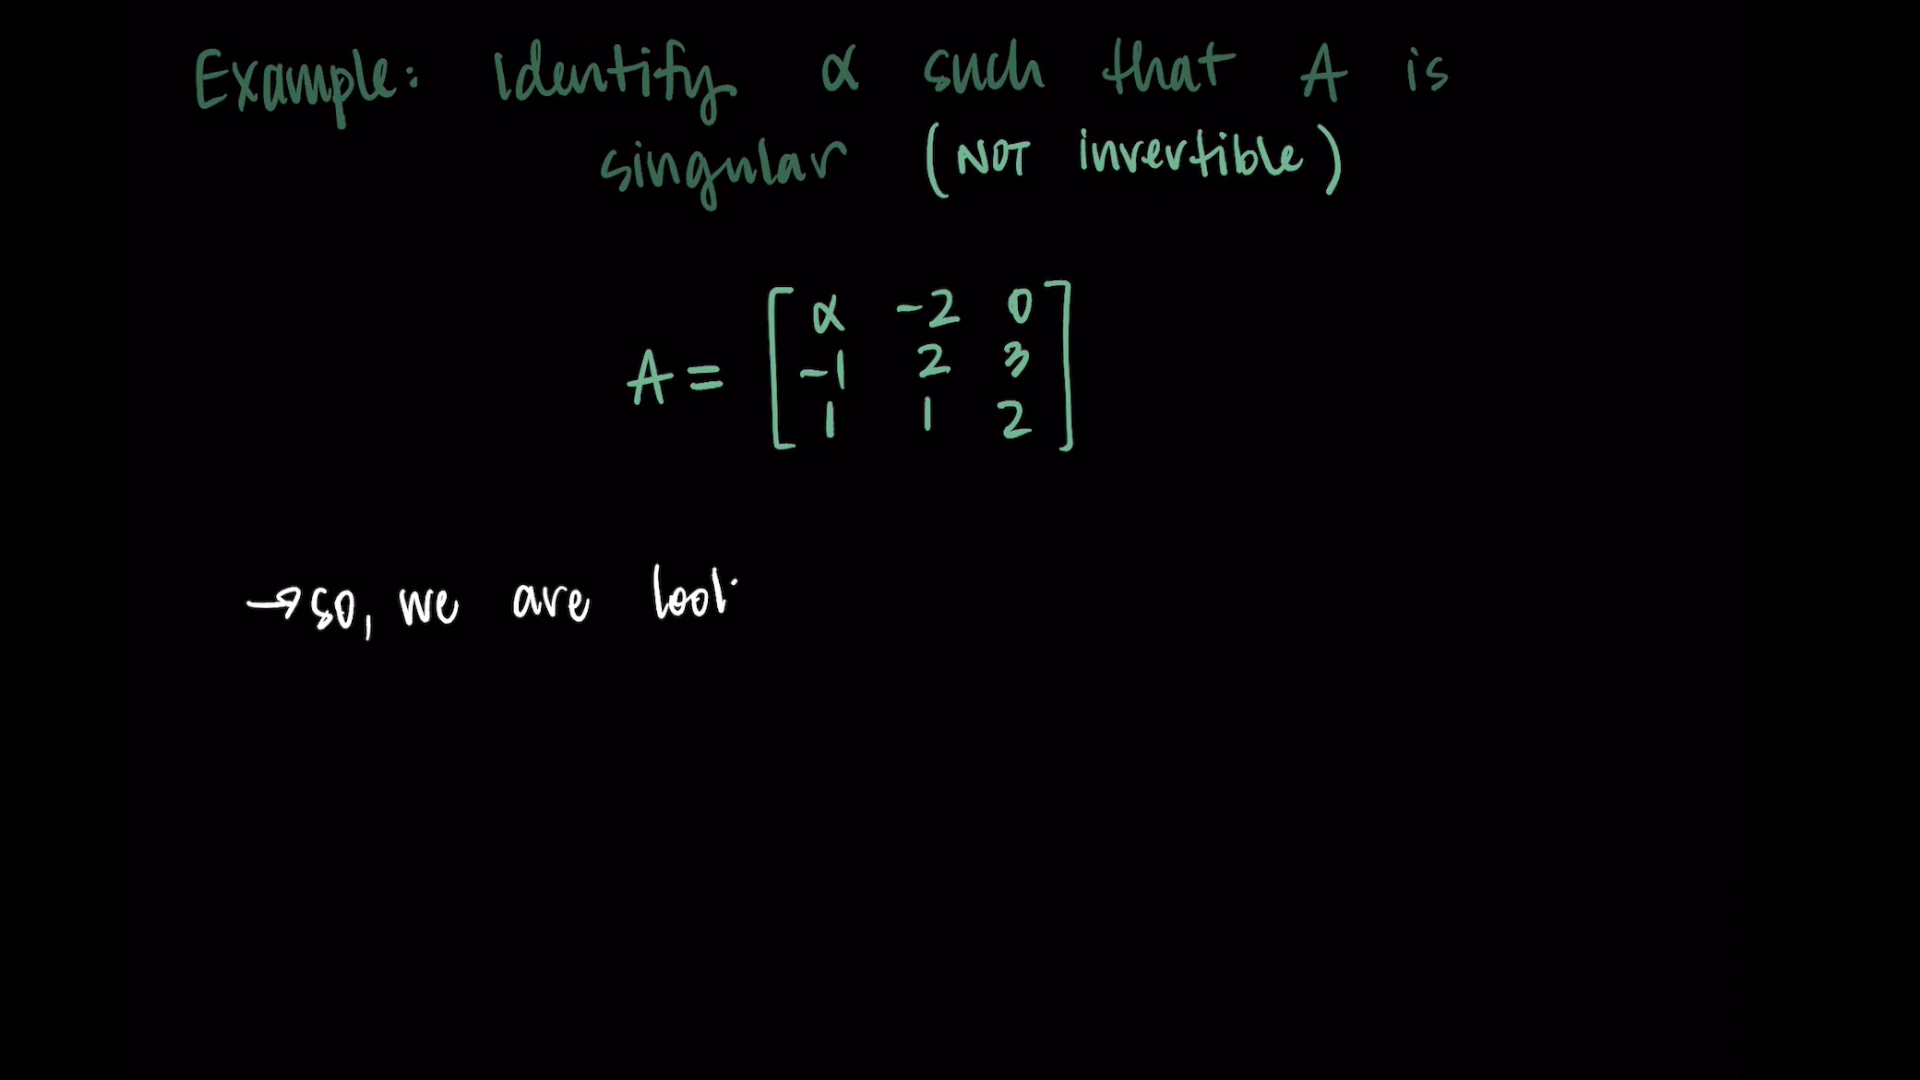 Example: Identify α such that A is
singular (NOT invertible)
A = [α -2 0
-1 2 3
1 1 2]
→so, we are loo